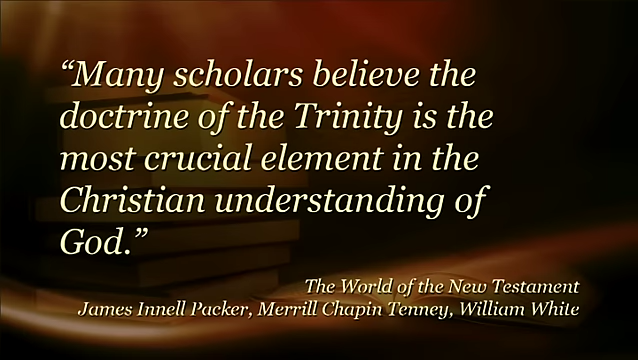 “Many scholars believe the
doctrine of the Trinity is the
most crucial element in the
Christian understanding of
God.”
The World of the New Testament
James Innell Packer, Merrill Chapin Tenney, William White